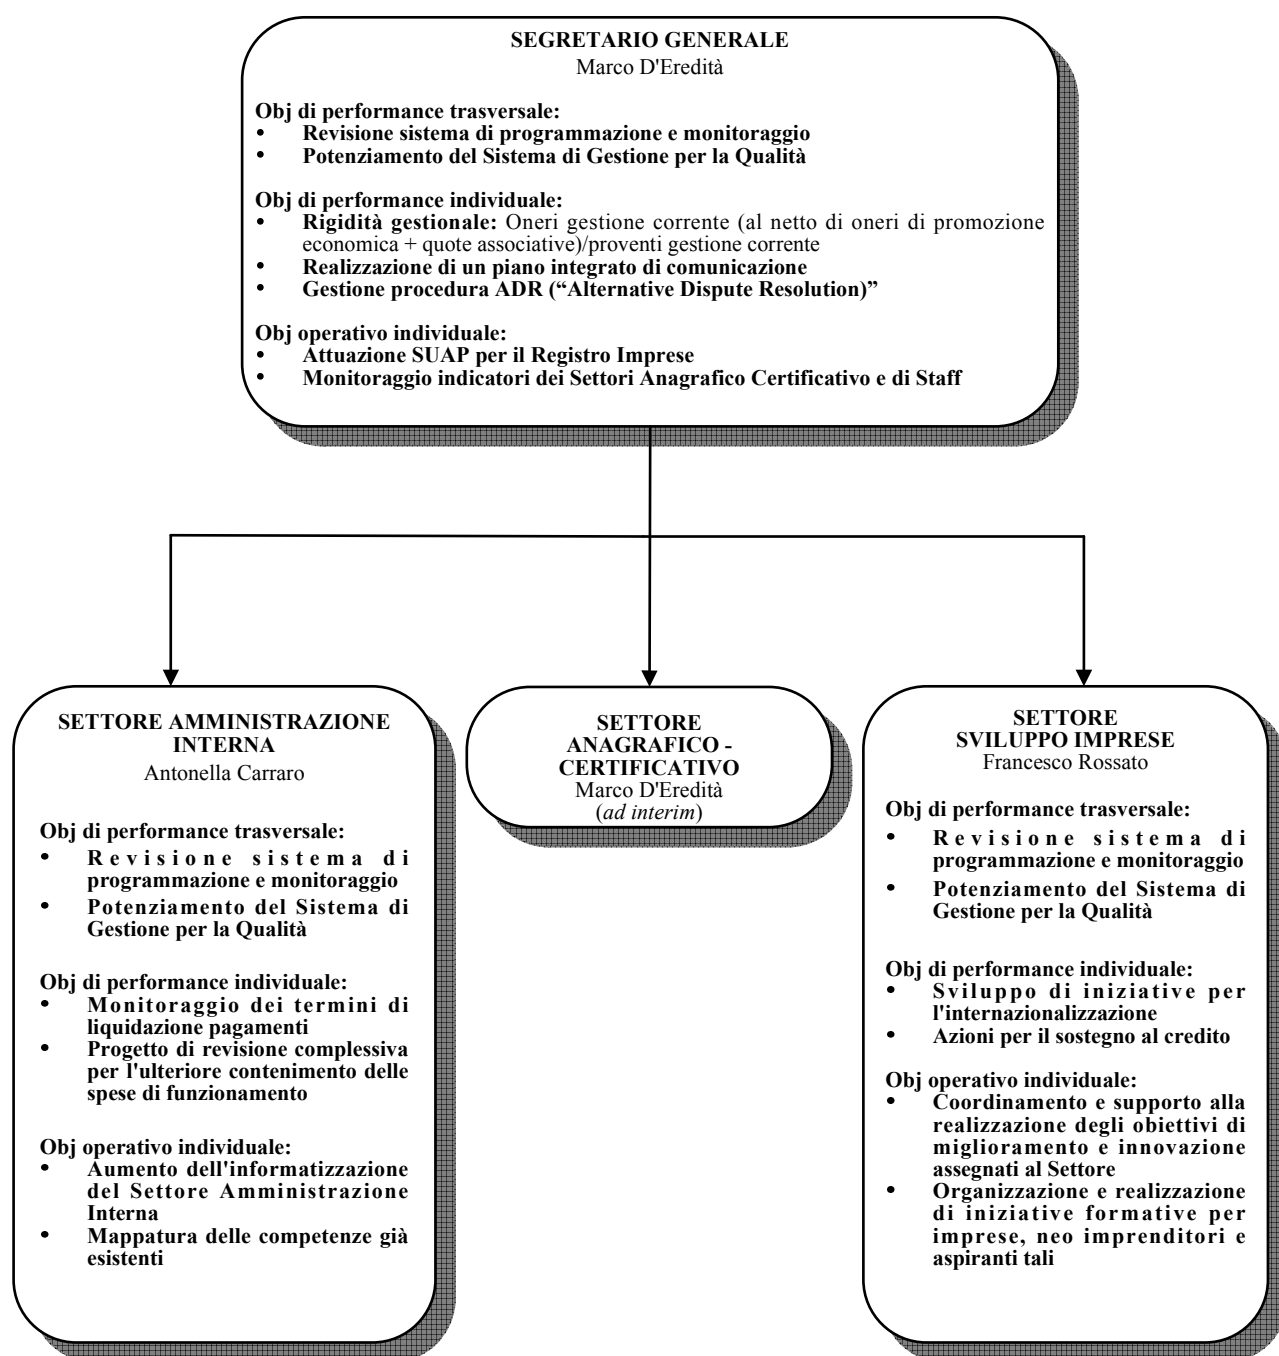 SEGRETARIO GENERALE
Marco D'Eredità
Obj di performance trasversale:
• Revisione sistema di programmazione e monitoraggio
• Potenziamento del Sistema di Gestione per la Qualità
Obj di performance individuale:
• Rigidità gestionale: Oneri gestione corrente (al netto di oneri di promozione
economica + quote associative)/proventi gestione corrente
• Realizzazione di un piano integrato di comunicazione
• Gestione procedura ADR (“Alternative Dispute Resolution)”
Obj operativo individuale:
• Attuazione SUAP per il Registro Imprese
• Monitoraggio indicatori dei Settori Anagrafico Certificativo e di Staff
SETTORE AMMINISTRAZIONE
INTERNA
Antonella Carraro
Obj di performance trasversale:
• Revisione sistema di
programmazione e monitoraggio
• Potenziamento del Sistema di
Gestione per la Qualità
Obj di performance individuale:
• Monitoraggio dei termini di
liquidazione pagamenti
• Progetto di revisione complessiva
per l'ulteriore contenimento delle
spese di funzionamento
Obj operativo individuale:
• Aumento dell'informatizzazione
del Settore Amministrazione
Interna
• Mappatura delle competenze già
esistenti
SETTORE
ANAGRAFICO -
CERTIFICATIVO
Marco D'Eredità
(ad interim)
SETTORE
SVILUPPO IMPRESE
Francesco Rossato
Obj di performance trasversale:
• Revisione sistema di
programmazione e monitoraggio
• Potenziamento del Sistema di
Gestione per la Qualità
Obj di performance individuale:
• Sviluppo di iniziative per
l'internazionalizzazione
• Azioni per il sostegno al credito
Obj operativo individuale:
• Coordinamento e supporto alla
realizzazione degli obiettivi di
miglioramento e innovazione
assegnati al Settore
• Organizzazione e realizzazione
di iniziative formative per
imprese, neo imprenditori e
aspiranti tali